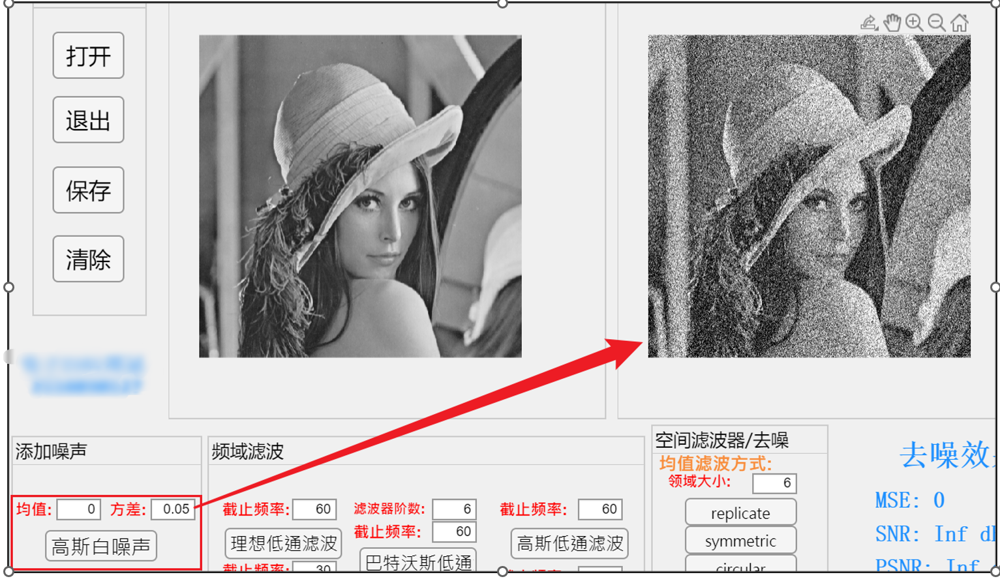 打开
退出
保存
清除
添加噪声
均值: 0 方差: 0.05
高斯白噪声
频域滤波
截止频率: 60
理想低通滤波
截止频率: 30
滤波器阶数: 6
截止频率: 60
巴特沃斯低通
截止频率: 60
高斯低通滤波
空间滤波器/去噪
均值滤波方式:
领域大小: 6
replicate
symmetric
circular
去噪效
MSE: 0
SNR: Inf d
PSNR: Inf